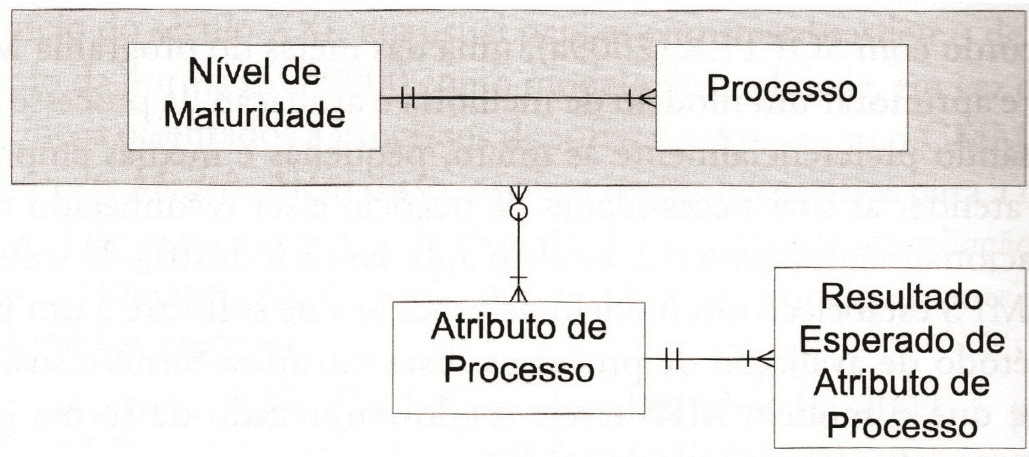 Nível de
Maturidade
Processo
Atributo de
Processo
Resultado
Esperado de
Atributo de
Processo